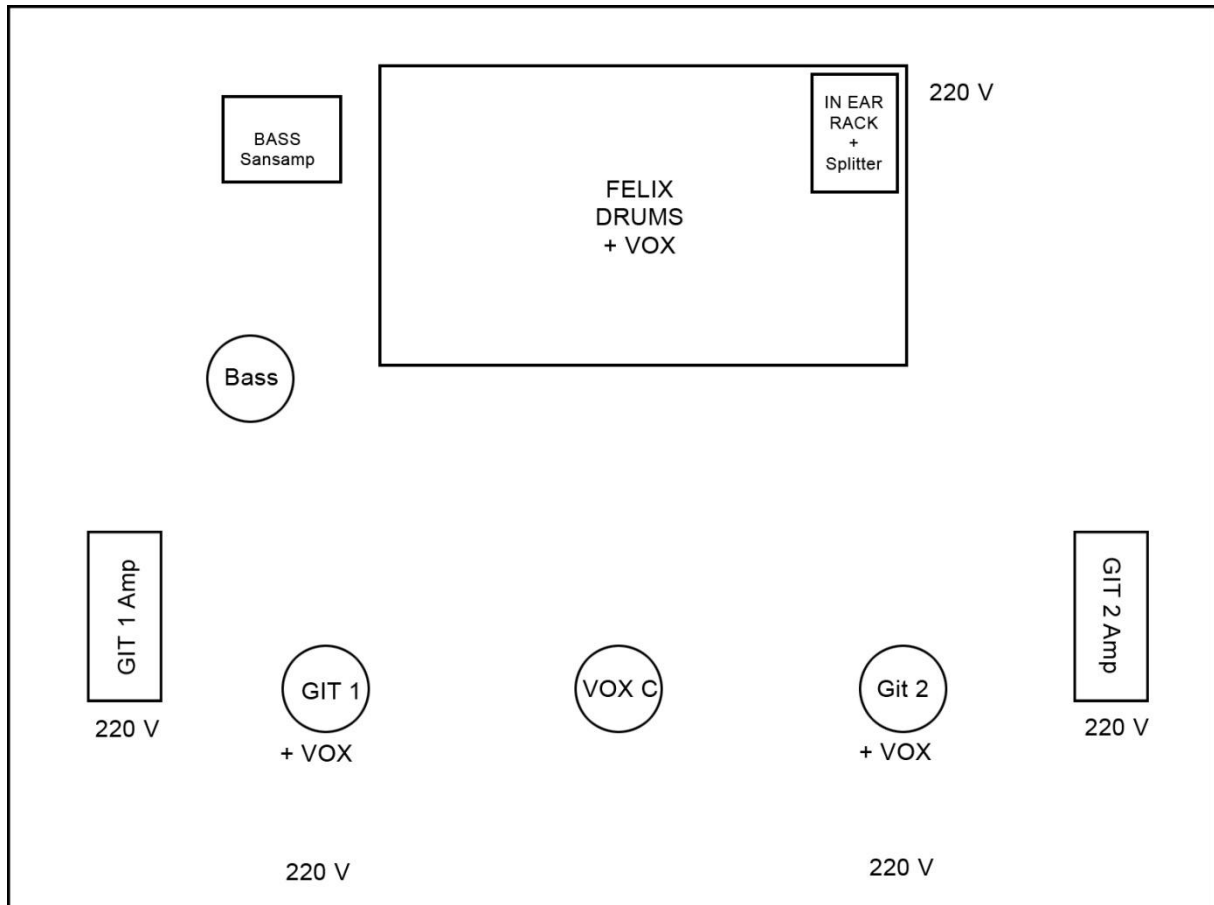 220 V
IN EAR
RACK
+
Splitter
BASS
Sansamp
FELIX
DRUMS
+ VOX
Bass
GIT 1 Amp
GIT 2 Amp
GIT 1
VOX C
Git 2
220 V
+ VOX
+ VOX
220 V
220 V
220 V